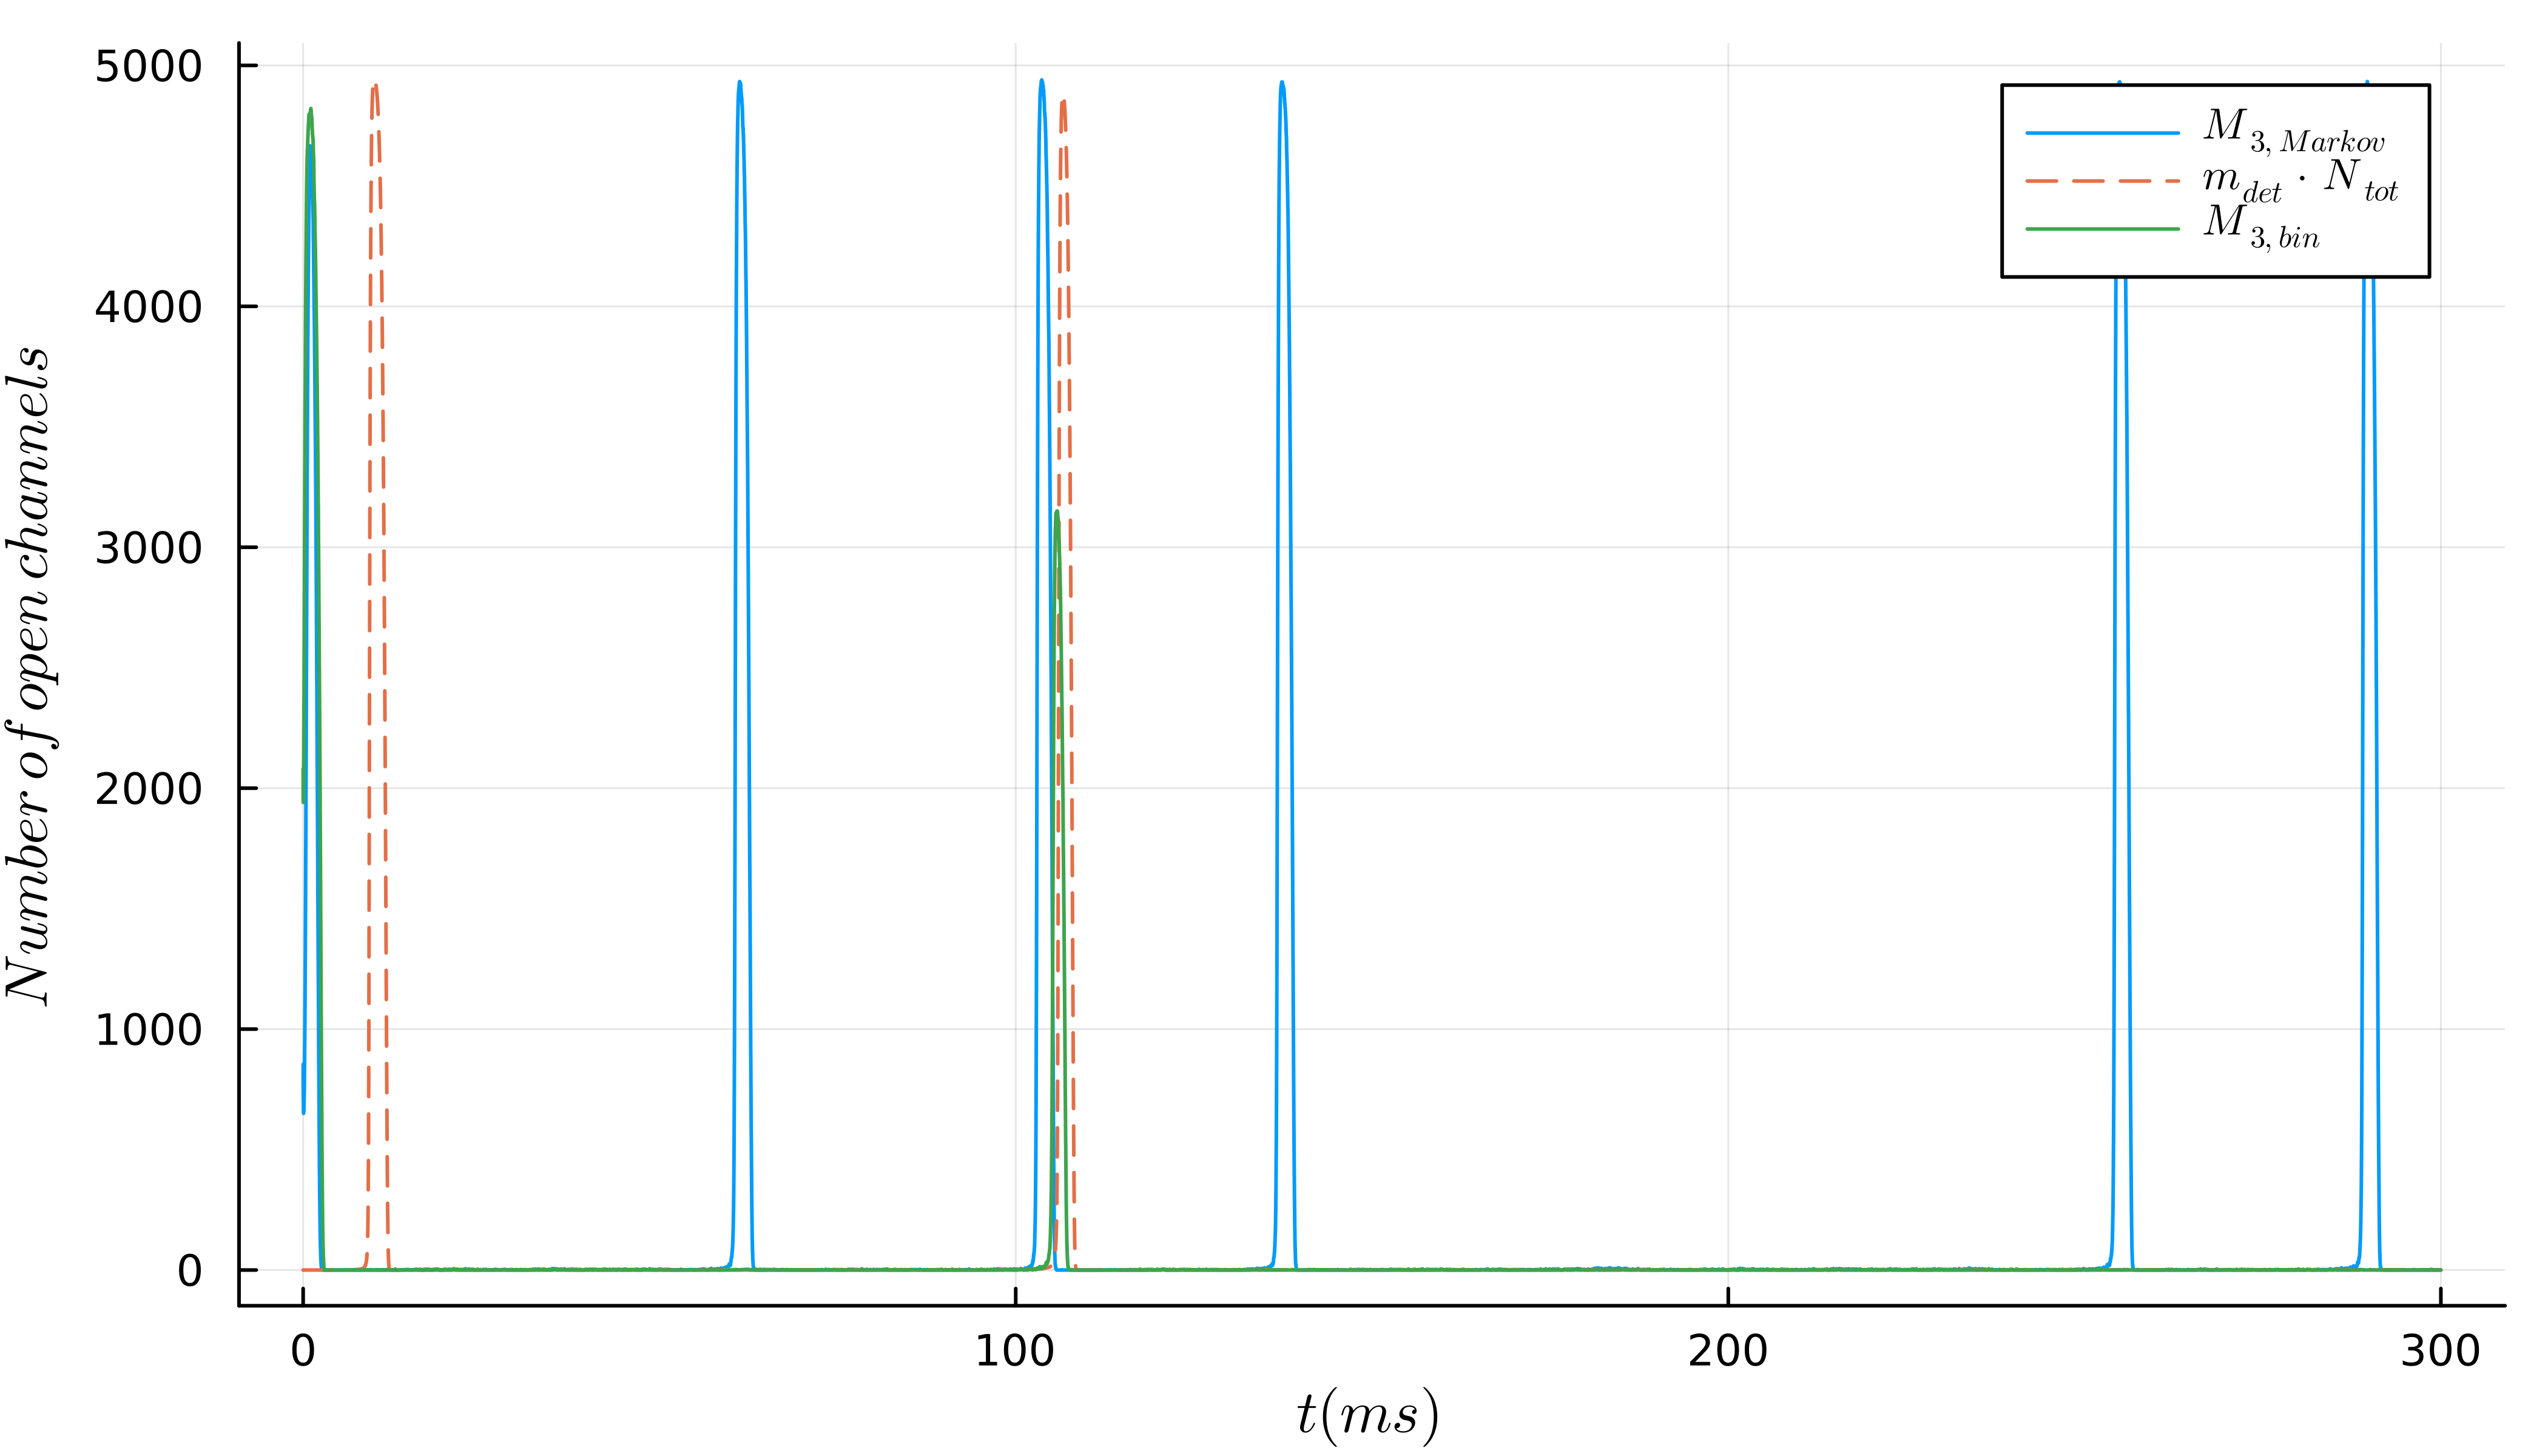 Number of open channels
5000
4000
3000
2000
1000
0
M3, Markov
mdet · Ntot
M3, bin
0 100 200 300
t(ms)